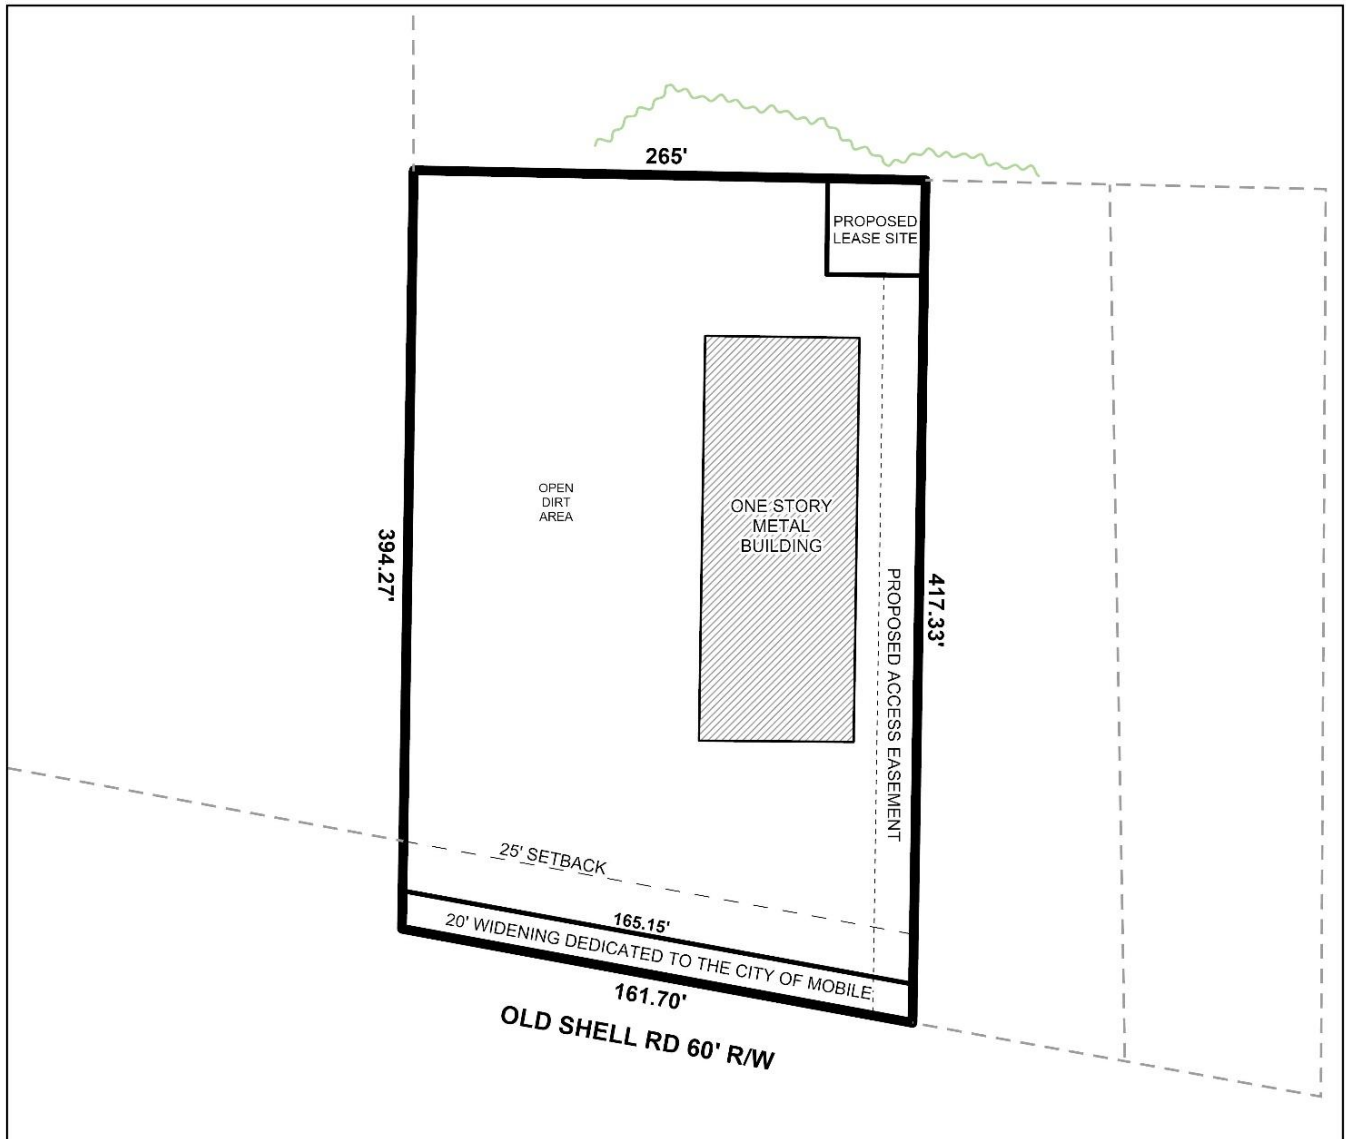 265'
PROPOSED
LEASE SITE
OPEN
DIRT
AREA
ONE STORY
METAL
BUILDING
394.27'
417.33'
PROPOSED ACCESS EASEMENT
25' SETBACK
165.15'
20' WIDENING DEDICATED TO THE CITY OF MOBILE
161.70'
OLD SHELL RD 60' R/W